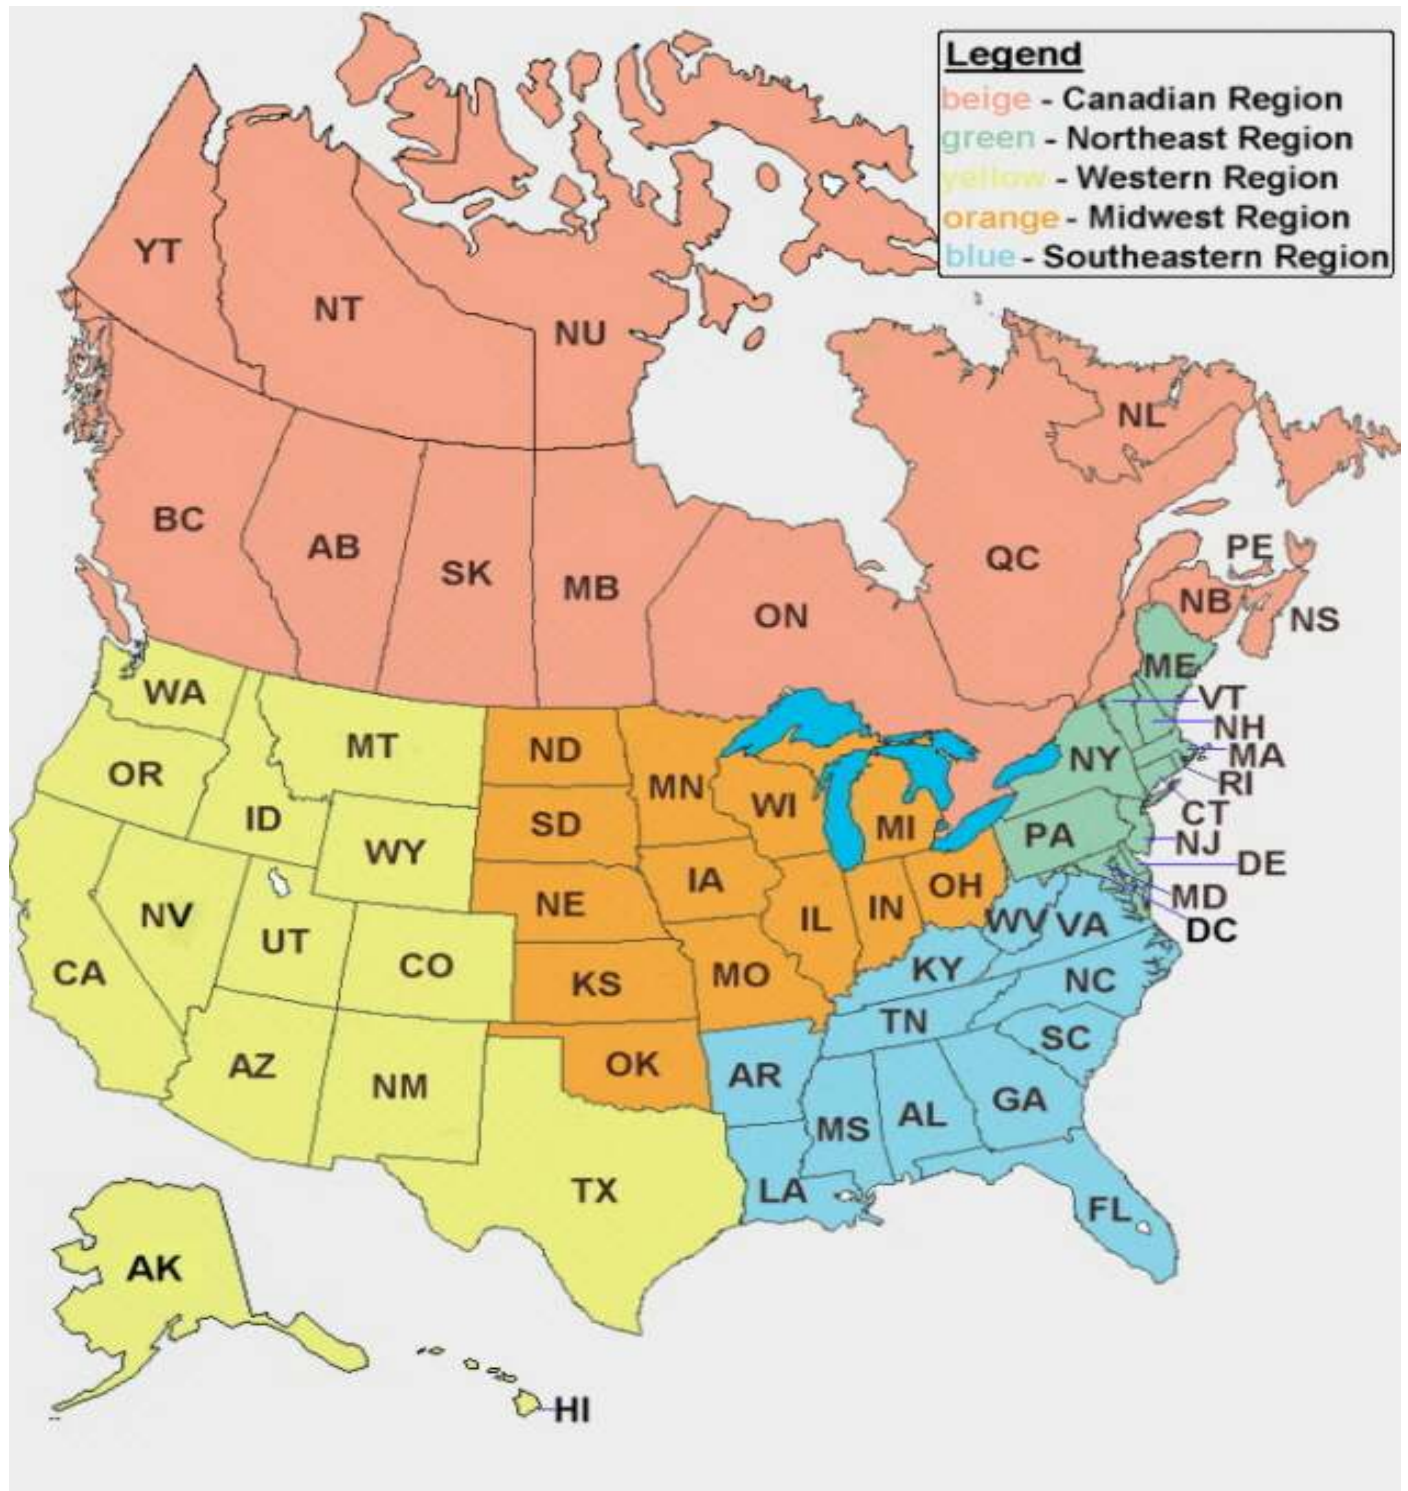 Legend
beige - Canadian Region
green - Northeast Region
yellow - Western Region
orange - Midwest Region
blue - Southeastern Region
YT
NT
NU
NL
BC
AB
SK
MB
ON
QC
PE
NB
NS
WA
MT
ND
MN
ME
VT
NH
MA
RI
CT
NJ
DE
MD
DC
OR
ID
WY
SD
WI
MI
NY
PA
NV
UT
CO
NE
IA
IL
IN
OH
WV
VA
CA
KS
MO
KY
NC
AZ
NM
OK
AR
TN
SC
MS
AL
GA
TX
LA
FL
AK
HI